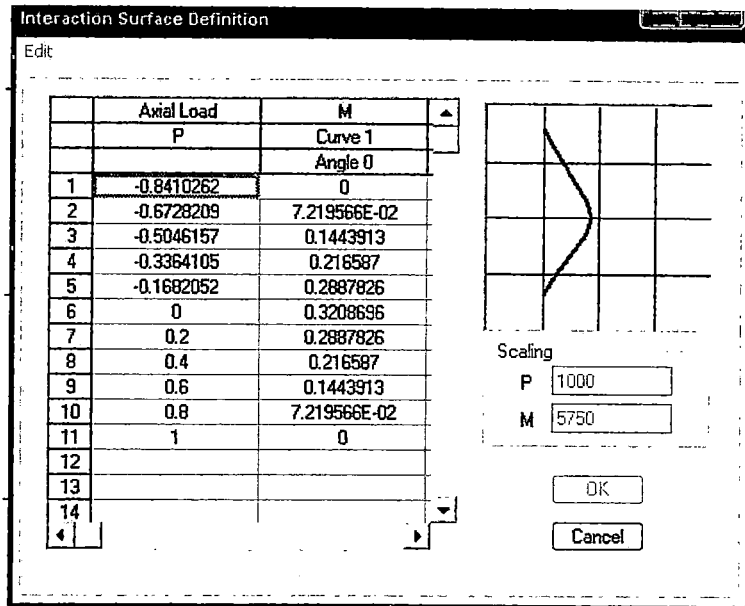 Interaction Surface Definition
Edit
Axial Load M
P Curve 1
Angle 0
1 -0.8410262 0
2 -0.6728209 7.219566E-02
3 -0.5046157 0.1443913
4 -0.3364105 0.216587
5 -0.1682052 0.2887826
6 0 0.3208696
7 0.2 0.2887826
8 0.4 0.216587
9 0.6 0.1443913
10 0.8 7.219566E-02
11 1 0
12
13
14
Scaling
P 1000
M 5750
OK
Cancel